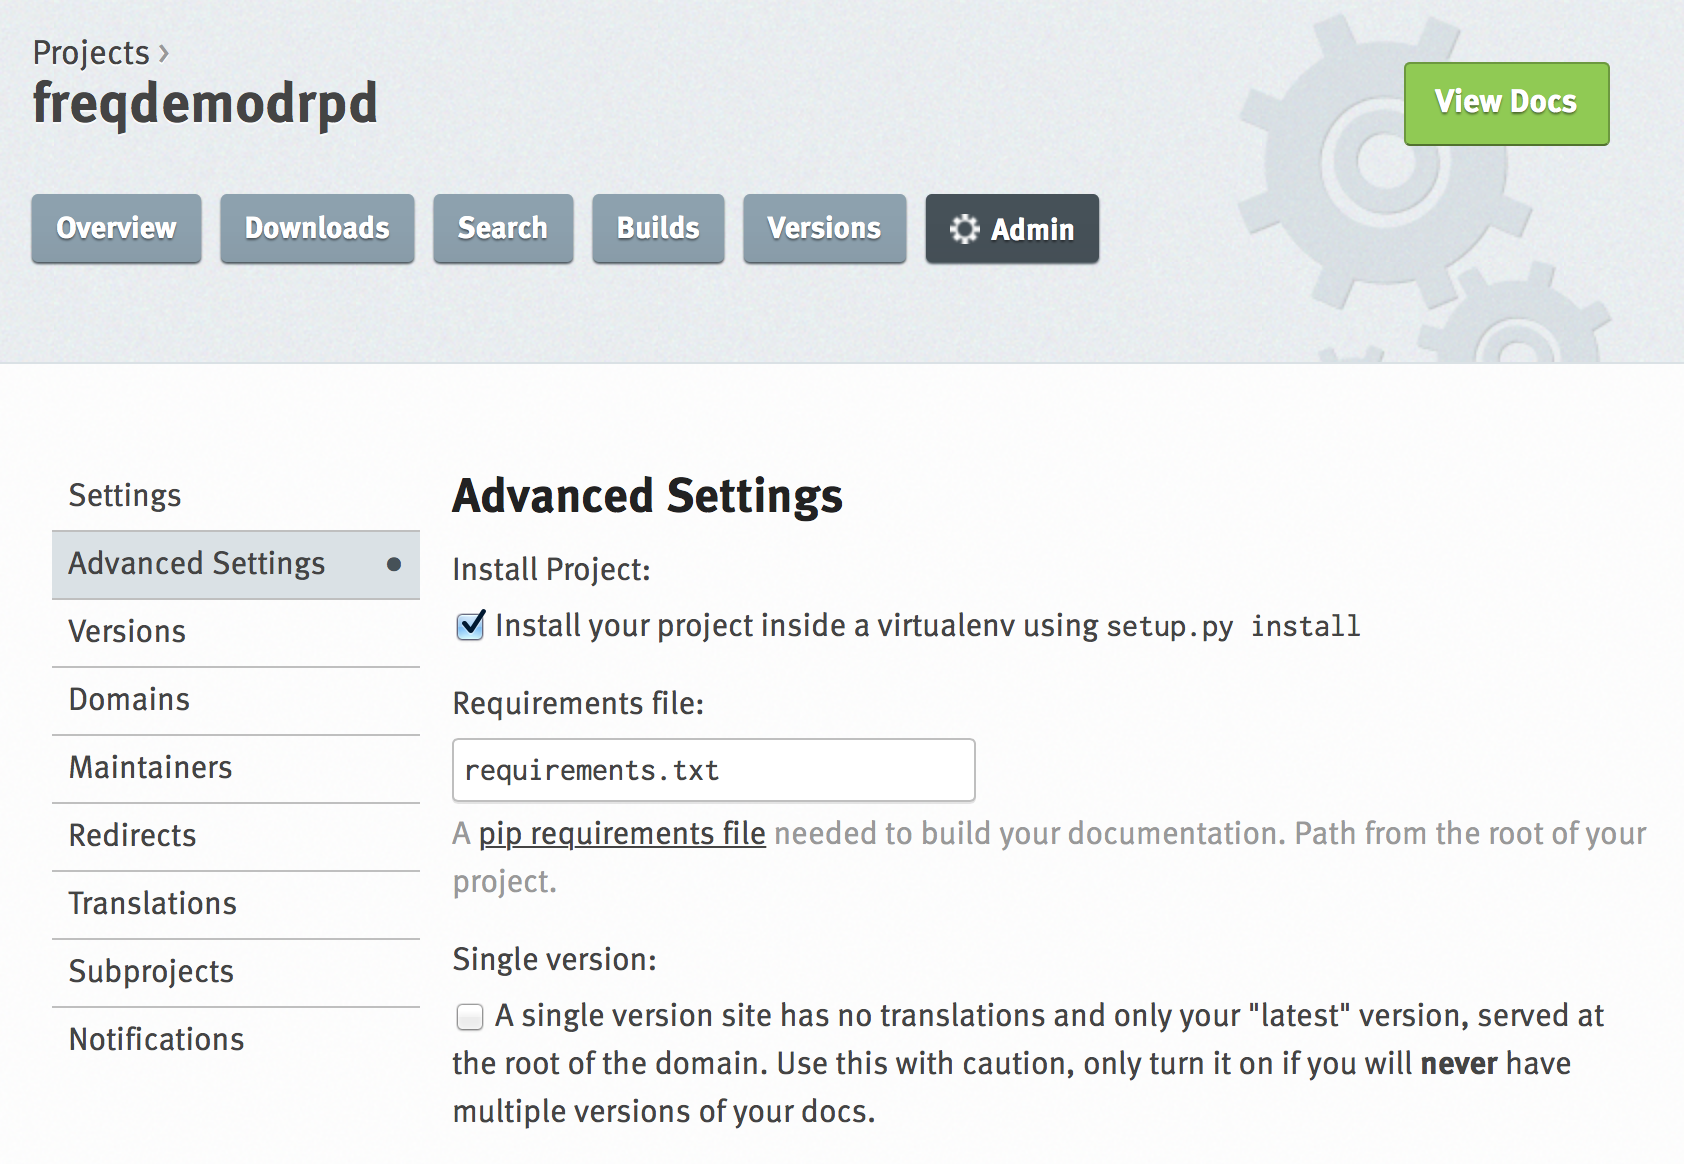 Projects ›
freqdemodrpd
View Docs
Overview Downloads Search Builds Versions Admin
Settings
Advanced Settings
Versions
Domains
Maintainers
Redirects
Translations
Subprojects
Notifications
Advanced Settings
Install Project:
Install your project inside a virtualenv using setup.py install
Requirements file:
requirements.txt
A pip requirements file needed to build your documentation. Path from the root of your
project.
Single version:
A single version site has no translations and only your "latest" version, served at
the root of the domain. Use this with caution, only turn it on if you will never have
multiple versions of your docs.